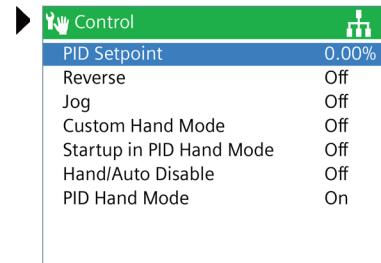 Control
PID Setpoint 0.00%
Reverse Off
Jog Off
Custom Hand Mode Off
Startup in PID Hand Mode Off
Hand/Auto Disable Off
PID Hand Mode On